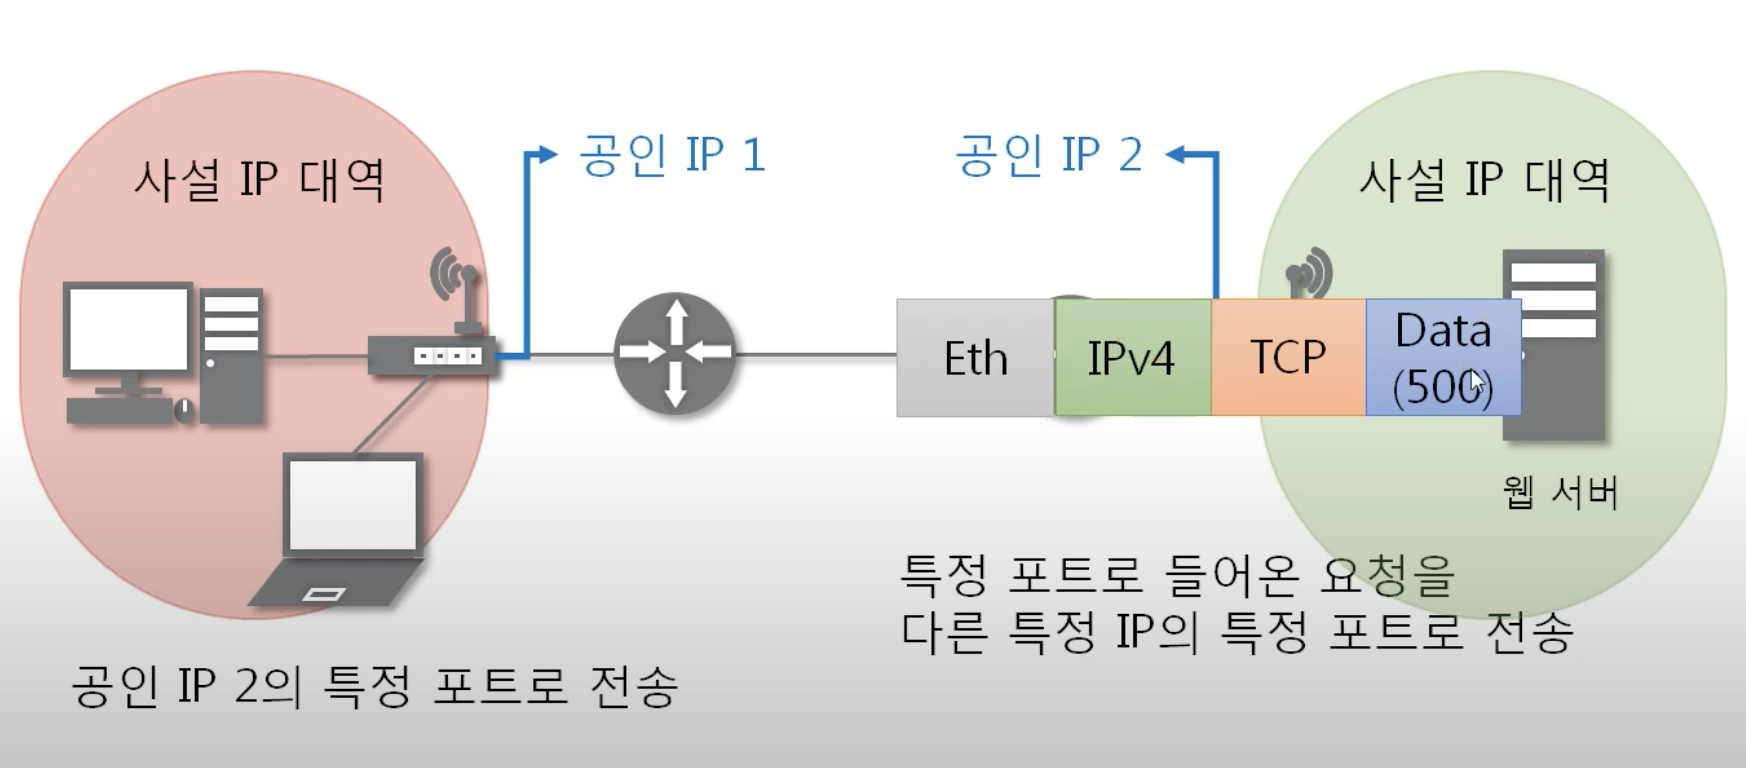 공인 IP 1
공인 IP 2
사설 IP 대역
사설 IP 대역
Eth
IPv4
TCP
Data
(500)
웹 서버
특정 포트로 들어온 요청을
다른 특정 IP의 특정 포트로 전송
공인 IP 2의 특정 포트로 전송